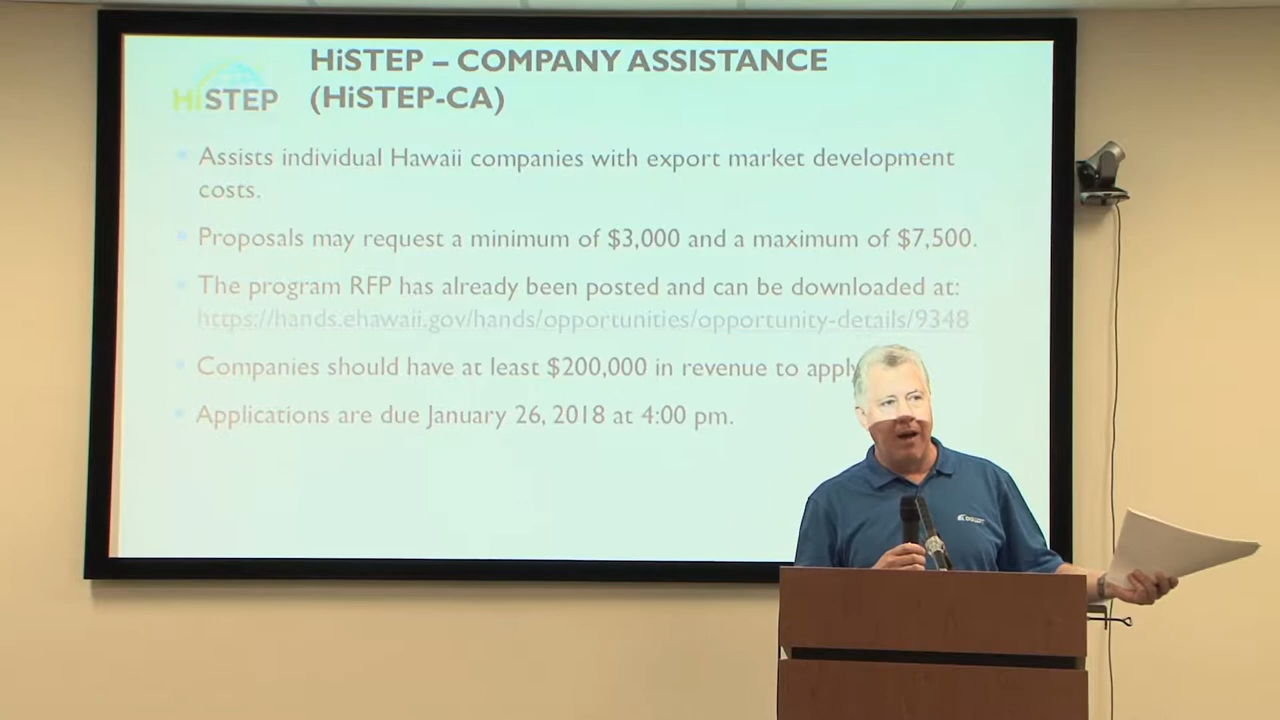 HiSTEP – COMPANY ASSISTANCE
HiSTEP (HiSTEP-CA)
Assists individual Hawaii companies with export market development
costs.
Proposals may request a minimum of $3,000 and a maximum of $7,500.
The program RFP has already been posted and can be downloaded at:
https://hands.ehawaii.gov/hands/opportunities/opportunity-details/9348
Companies should have at least $200,000 in revenue to apply
Applications are due January 26, 2018 at 4:00 pm.